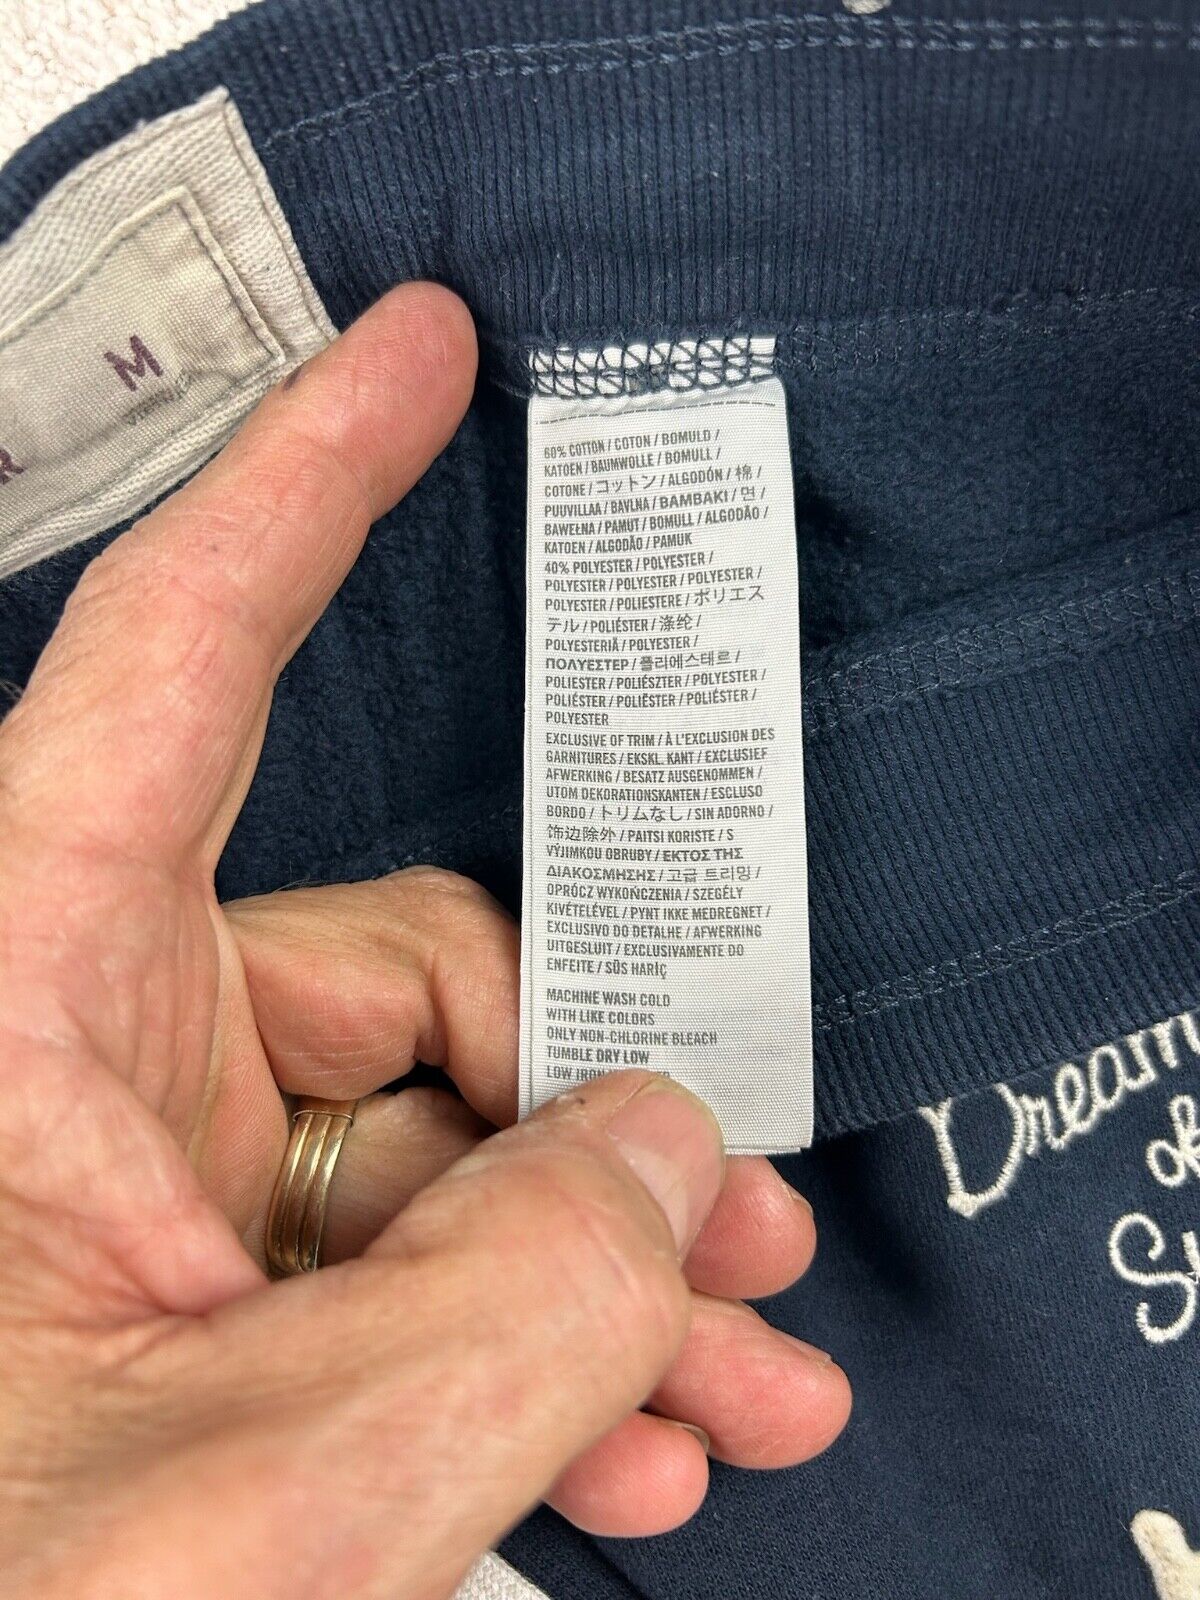 M
R
60% COTTON / COTON / BOMULD /
KATOEN / BAUMWOLLE / BOMULL /
COTONE / コットン / ALGODÓN / 棉 /
PUUVILLAA / BAVLNA / ΒΑΜΒΑΚΙ / 면 /
BAWEŁNA / PAMUT / BOMULL / ALGODÃO /
KATOEN / ALGODÃO / PAMUK
40% POLYESTER / POLYESTER /
POLYESTER / POLYESTER / POLYESTER /
POLYESTER / POLIESTERE / ポリエス
テル / POLIÉSTER / 涤纶 /
POLYESTERIÄ / POLYESTER /
ΠΟΛΥΕΣΤΕΡ / 폴리에스테르 /
POLIESTER / POLIÉSZTER / POLYESTER /
POLIÉSTER / POLIËSTER / POLIÉSTER /
POLYESTER
EXCLUSIVE OF TRIM / À L'EXCLUSION DES
GARNITURES / EKSKL. KANT / EXCLUSIEF
AFWERKING / BESATZ AUSGENOMMEN /
UTOM DEKORATIONSKANTEN / ESCLUSO
BORDO / トリムなし / SIN ADORNO /
饰边除外 / PAITSI KORISTE / S
VÝJIMKOU OBRUBY / ΕΚΤΟΣ ΤΗΣ
ΔΙΑΚΟΣΜΗΣΗΣ / 고급 트리밍 /
OPRÓCZ WYKOŃCZENIA / SZEGÉLY
KIVÉTELÉVEL / PYNT IKKE MEDREGNET /
EXCLUSIVO DO DETALHE / AFWERKING
UITGESLUIT / EXCLUSIVAMENTE DO
ENFEITE / SÜS HARİÇ
MACHINE WASH COLD
WITH LIKE COLORS
ONLY NON-CHLORINE BLEACH
TUMBLE DRY LOW
LOW IRON
Dream
of